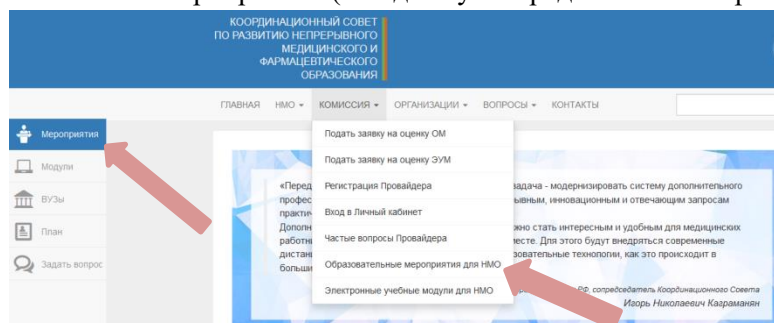 КООРДИНАЦИОННЫЙ СОВЕТ
ПО РАЗВИТИЮ НЕПРЕРЫВНОГО
МЕДИЦИНСКОГО И
ФАРМАЦЕВТИЧЕСКОГО
ОБРАЗОВАНИЯ
ГЛАВНАЯ НМО КОМИССИЯ ОРГАНИЗАЦИИ ВОПРОСЫ КОНТАКТЫ
Мероприятия
Модули
ВУЗы
План
Задать вопрос
Подать заявку на оценку ОМ
Подать заявку на оценку ЭУМ
Регистрация Провайдера
Вход в Личный кабинет
Частые вопросы Провайдера
Образовательные мероприятия для НМО
Электронные учебные модули для НМО
«Перед задача - модернизировать систему дополнительного
профес ывным, инновационным и отвечающим запросам
практич
Дополн жно стать интересным и удобным для медицинских
работн месте. Для этого будут внедряться современные
дистан зовательные технологии, как это происходит в
больши
РФ, сопредседатель Координационного Совета
Игорь Николаевич Каграманян